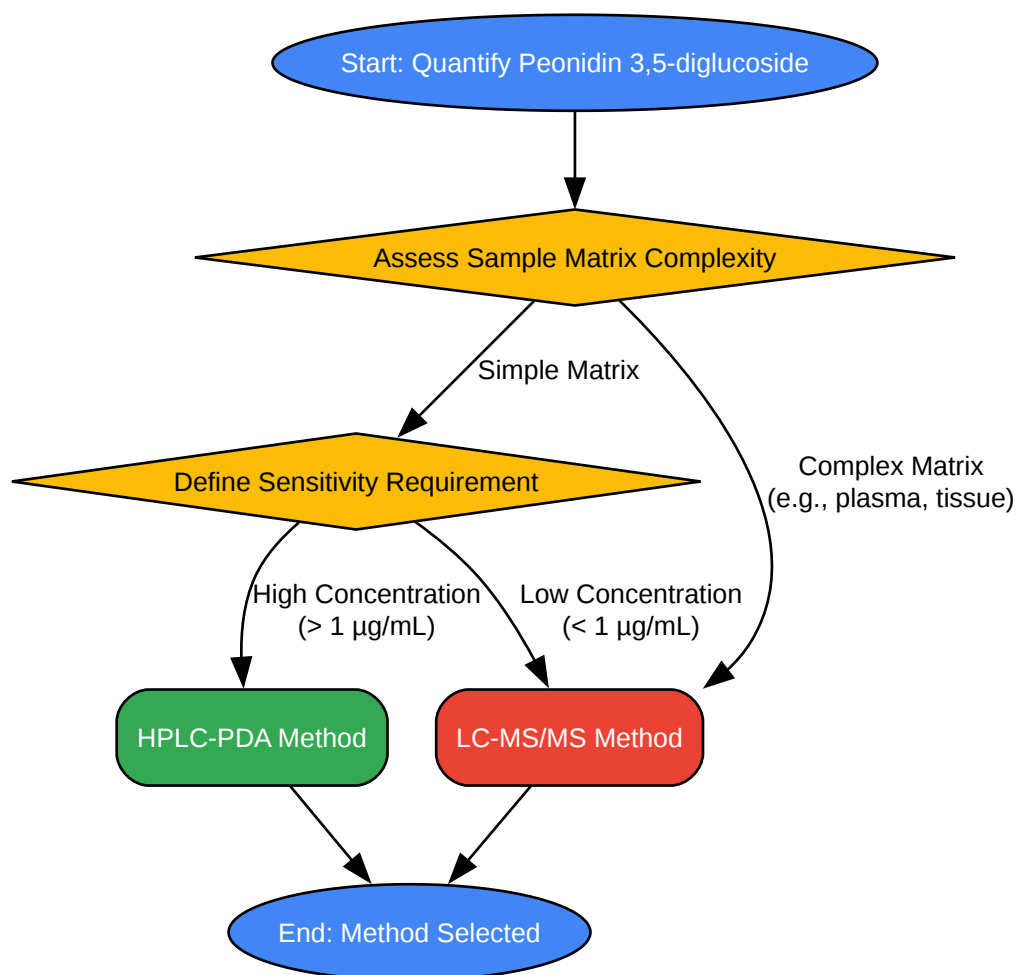 Start: Quantify Peonidin 3,5-diglucoside
Assess Sample Matrix Complexity
Simple Matrix
Complex Matrix
(e.g., plasma, tissue)
Define Sensitivity Requirement
High Concentration
(> 1 µg/mL)
Low Concentration
(< 1 µg/mL)
HPLC-PDA Method
LC-MS/MS Method
End: Method Selected